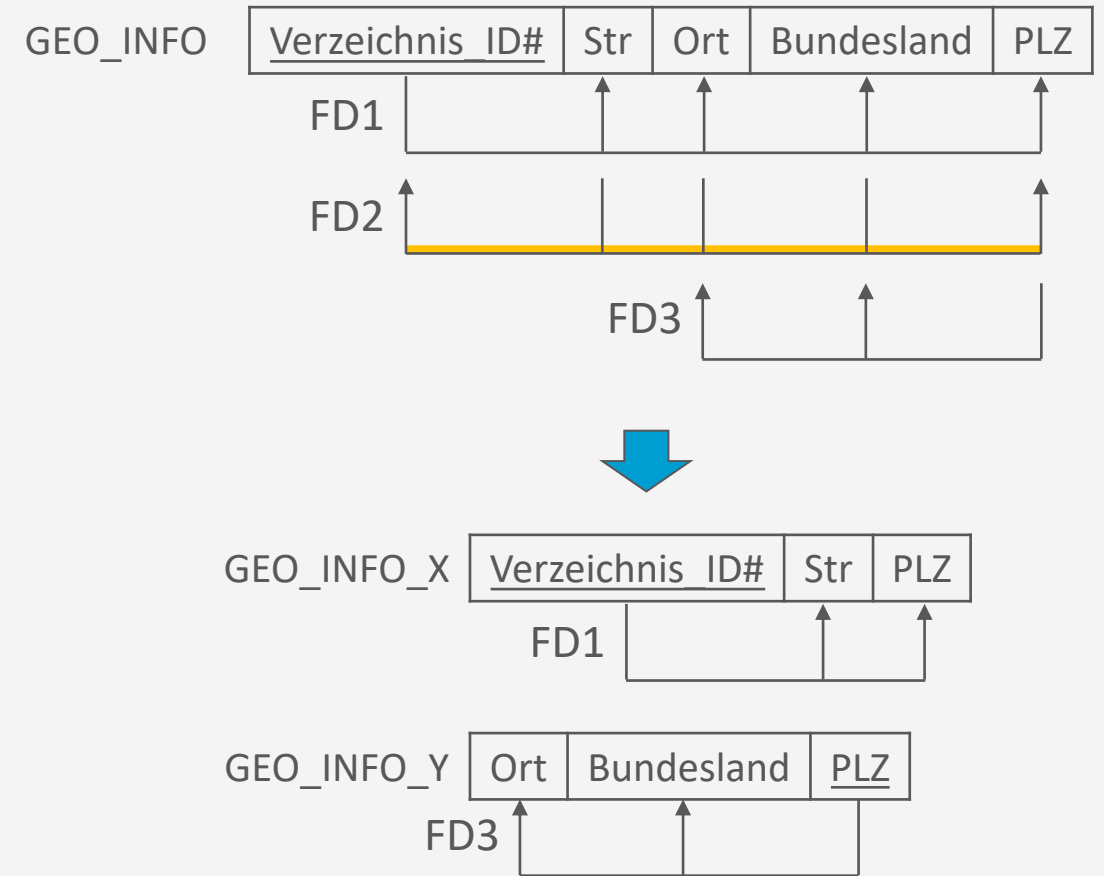 GEO_INFO Verzeichnis_ID# Str Ort Bundesland PLZ
FD1
FD2
FD3
GEO_INFO_X Verzeichnis_ID# Str PLZ
FD1
GEO_INFO_Y Ort Bundesland PLZ
FD3